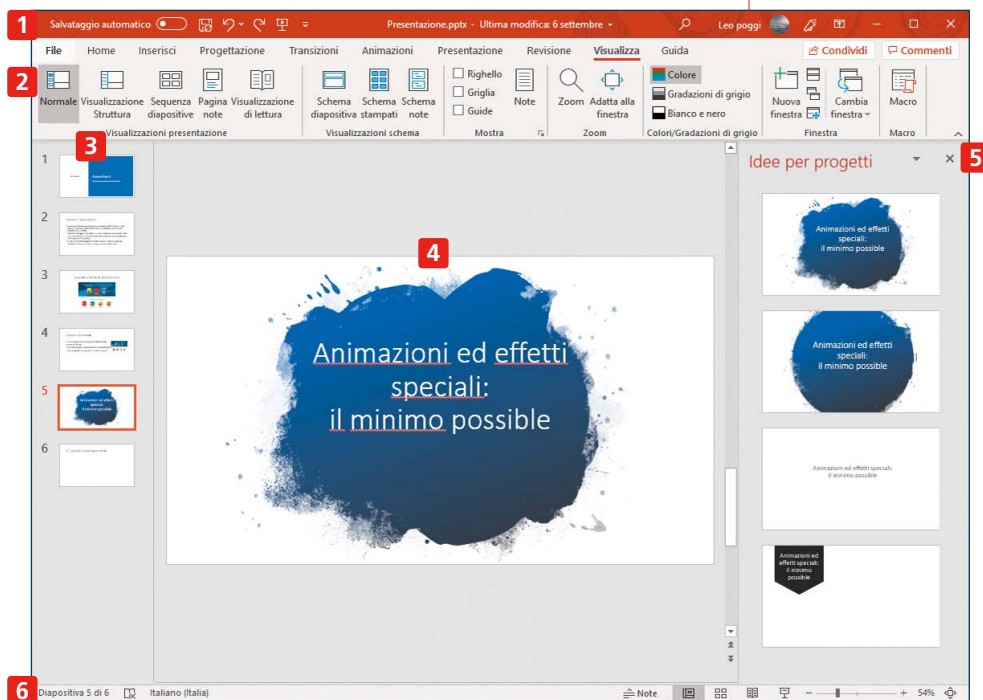 1 Salvataggio automatico Presentazione.pptx - Ultima modifica: 6 settembre Leo poggi
File Home Inserisci Progettazione Transizioni Animazioni Presentazione Revisione Visualizza Guida Condividi Commenti
2
Normale Visualizzazione Struttura Sequenza diapositive Pagina note Visualizzazione di lettura
Visualizzazioni presentazione
Schema diapositiva Schema stampati Schema note
Visualizzazioni schema
Righello
Griglia
Guide
Note
Mostra
Zoom Adatta alla finestra
Zoom
Colore
Gradazioni di grigio
Bianco e nero
Colori/Gradazioni di grigio
Nuova finestra Cambia finestra
Finestra
Macro
Macro
3
1
2
3
4
5
6
4
Animazioni ed effetti
speciali:
il minimo possible
5
Idee per progetti
Animazioni ed effetti
speciali:
il minimo possible
Animazioni ed effetti
speciali:
il minimo possible
Animazioni ed effetti speciali:
il minimo possible
Animazioni ed
effetti speciali:
il minimo
possible
6 Diapositiva 5 di 6 Italiano (Italia) Note 54%